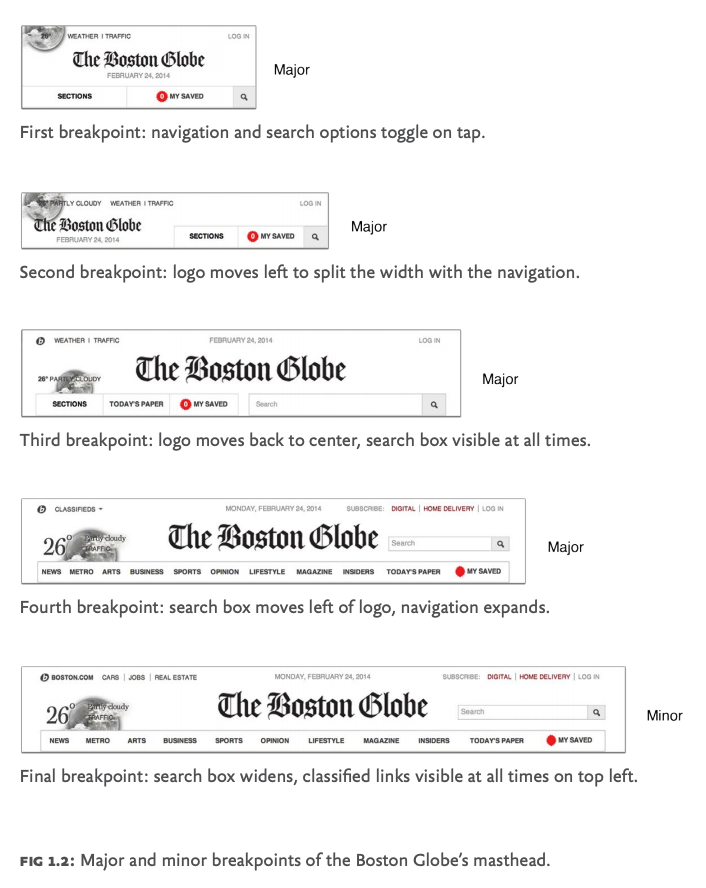 26° WEATHER | TRAFFIC LOG IN
The Boston Globe
FEBRUARY 24, 2014
Major
SECTIONS 0 MY SAVED
First breakpoint: navigation and search options toggle on tap.
26° PARTLY CLOUDY WEATHER | TRAFFIC LOG IN
The Boston Globe
FEBRUARY 24, 2014
SECTIONS 0 MY SAVED
Major
Second breakpoint: logo moves left to split the width with the navigation.
b WEATHER | TRAFFIC FEBRUARY 24, 2014 LOG IN
The Boston Globe
26° PARTLY CLOUDY
Major
SECTIONS TODAY'S PAPER 0 MY SAVED Search
Third breakpoint: logo moves back to center, search box visible at all times.
b CLASSIFIEDS MONDAY, FEBRUARY 24, 2014 SUBSCRIBE: DIGITAL | HOME DELIVERY | LOG IN
26° Partly cloudy The Boston Globe Search
TRAFFIC
Major
NEWS METRO ARTS BUSINESS SPORTS OPINION LIFESTYLE MAGAZINE INSIDERS TODAY'S PAPER MY SAVED
Fourth breakpoint: search box moves left of logo, navigation expands.
b BOSTON.COM CARS | JOBS | REAL ESTATE MONDAY, FEBRUARY 24, 2014 SUBSCRIBE: DIGITAL | HOME DELIVERY | LOG IN
26° Partly cloudy The Boston Globe Search
TRAFFIC
Minor
NEWS METRO ARTS BUSINESS SPORTS OPINION LIFESTYLE MAGAZINE INSIDERS TODAY'S PAPER MY SAVED
Final breakpoint: search box widens, classified links visible at all times on top left.
FIG 1.2: Major and minor breakpoints of the Boston Globe's masthead.